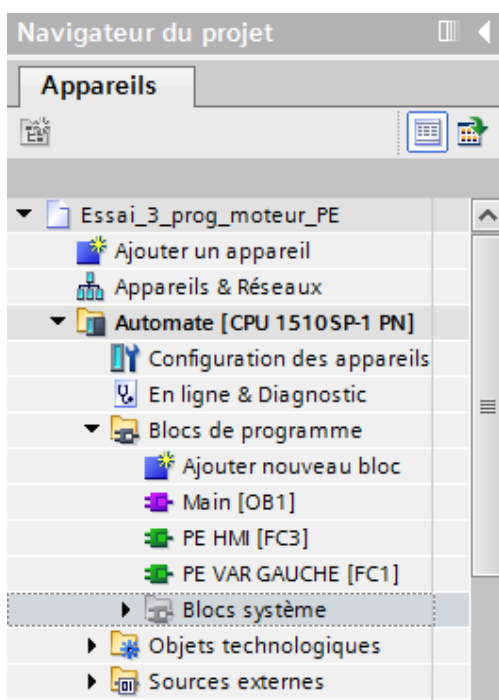 Navigateur du projet
Appareils
Essai_3_prog_moteur_PE
Ajouter un appareil
Appareils & Réseaux
Automate [CPU 1510SP-1 PN]
Configuration des appareils
En ligne & Diagnostic
Blocs de programme
Ajouter nouveau bloc
Main [OB1]
PE HMI [FC3]
PE VAR GAUCHE [FC1]
Blocs système
Objets technologiques
Sources externes